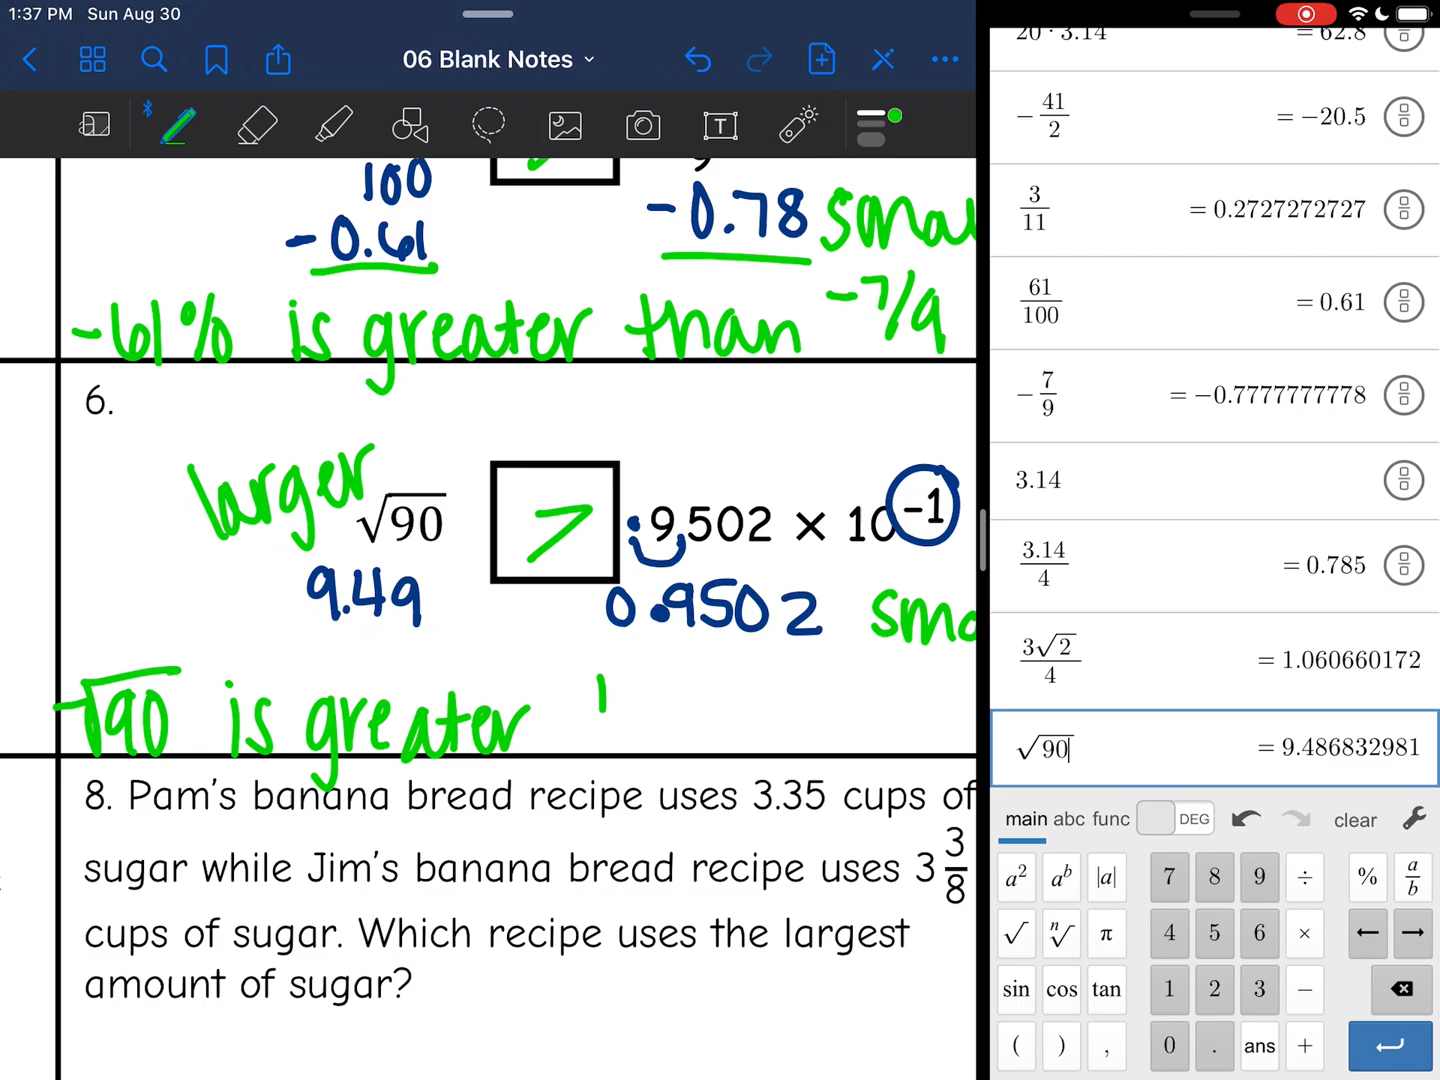 1:37 PM Sun Aug 30
06 Blank Notes
100
-0.61
-0.78
-61% is greater than -7/9
6.
larger
√90 > 9.502 × 10^-1
9.49
0.9502
√90 is greater
8. Pam's banana bread recipe uses 3.35 cups of
sugar while Jim's banana bread recipe uses 3 3/8
cups of sugar. Which recipe uses the largest
amount of sugar?
20 · 3.14 = 62.8
-41/2 = -20.5
3/11 = 0.2727272727
61/100 = 0.61
-7/9 = -0.7777777778
3.14
3.14/4 = 0.785
3√2/4 = 1.060660172
√90 = 9.486832981
main abc func DEG clear
a² a^b |a| 7 8 9 ÷ % a/b
√ ⁿ√ π 4 5 6 × ← →
sin cos tan 1 2 3 −
( ) , 0 . ans +